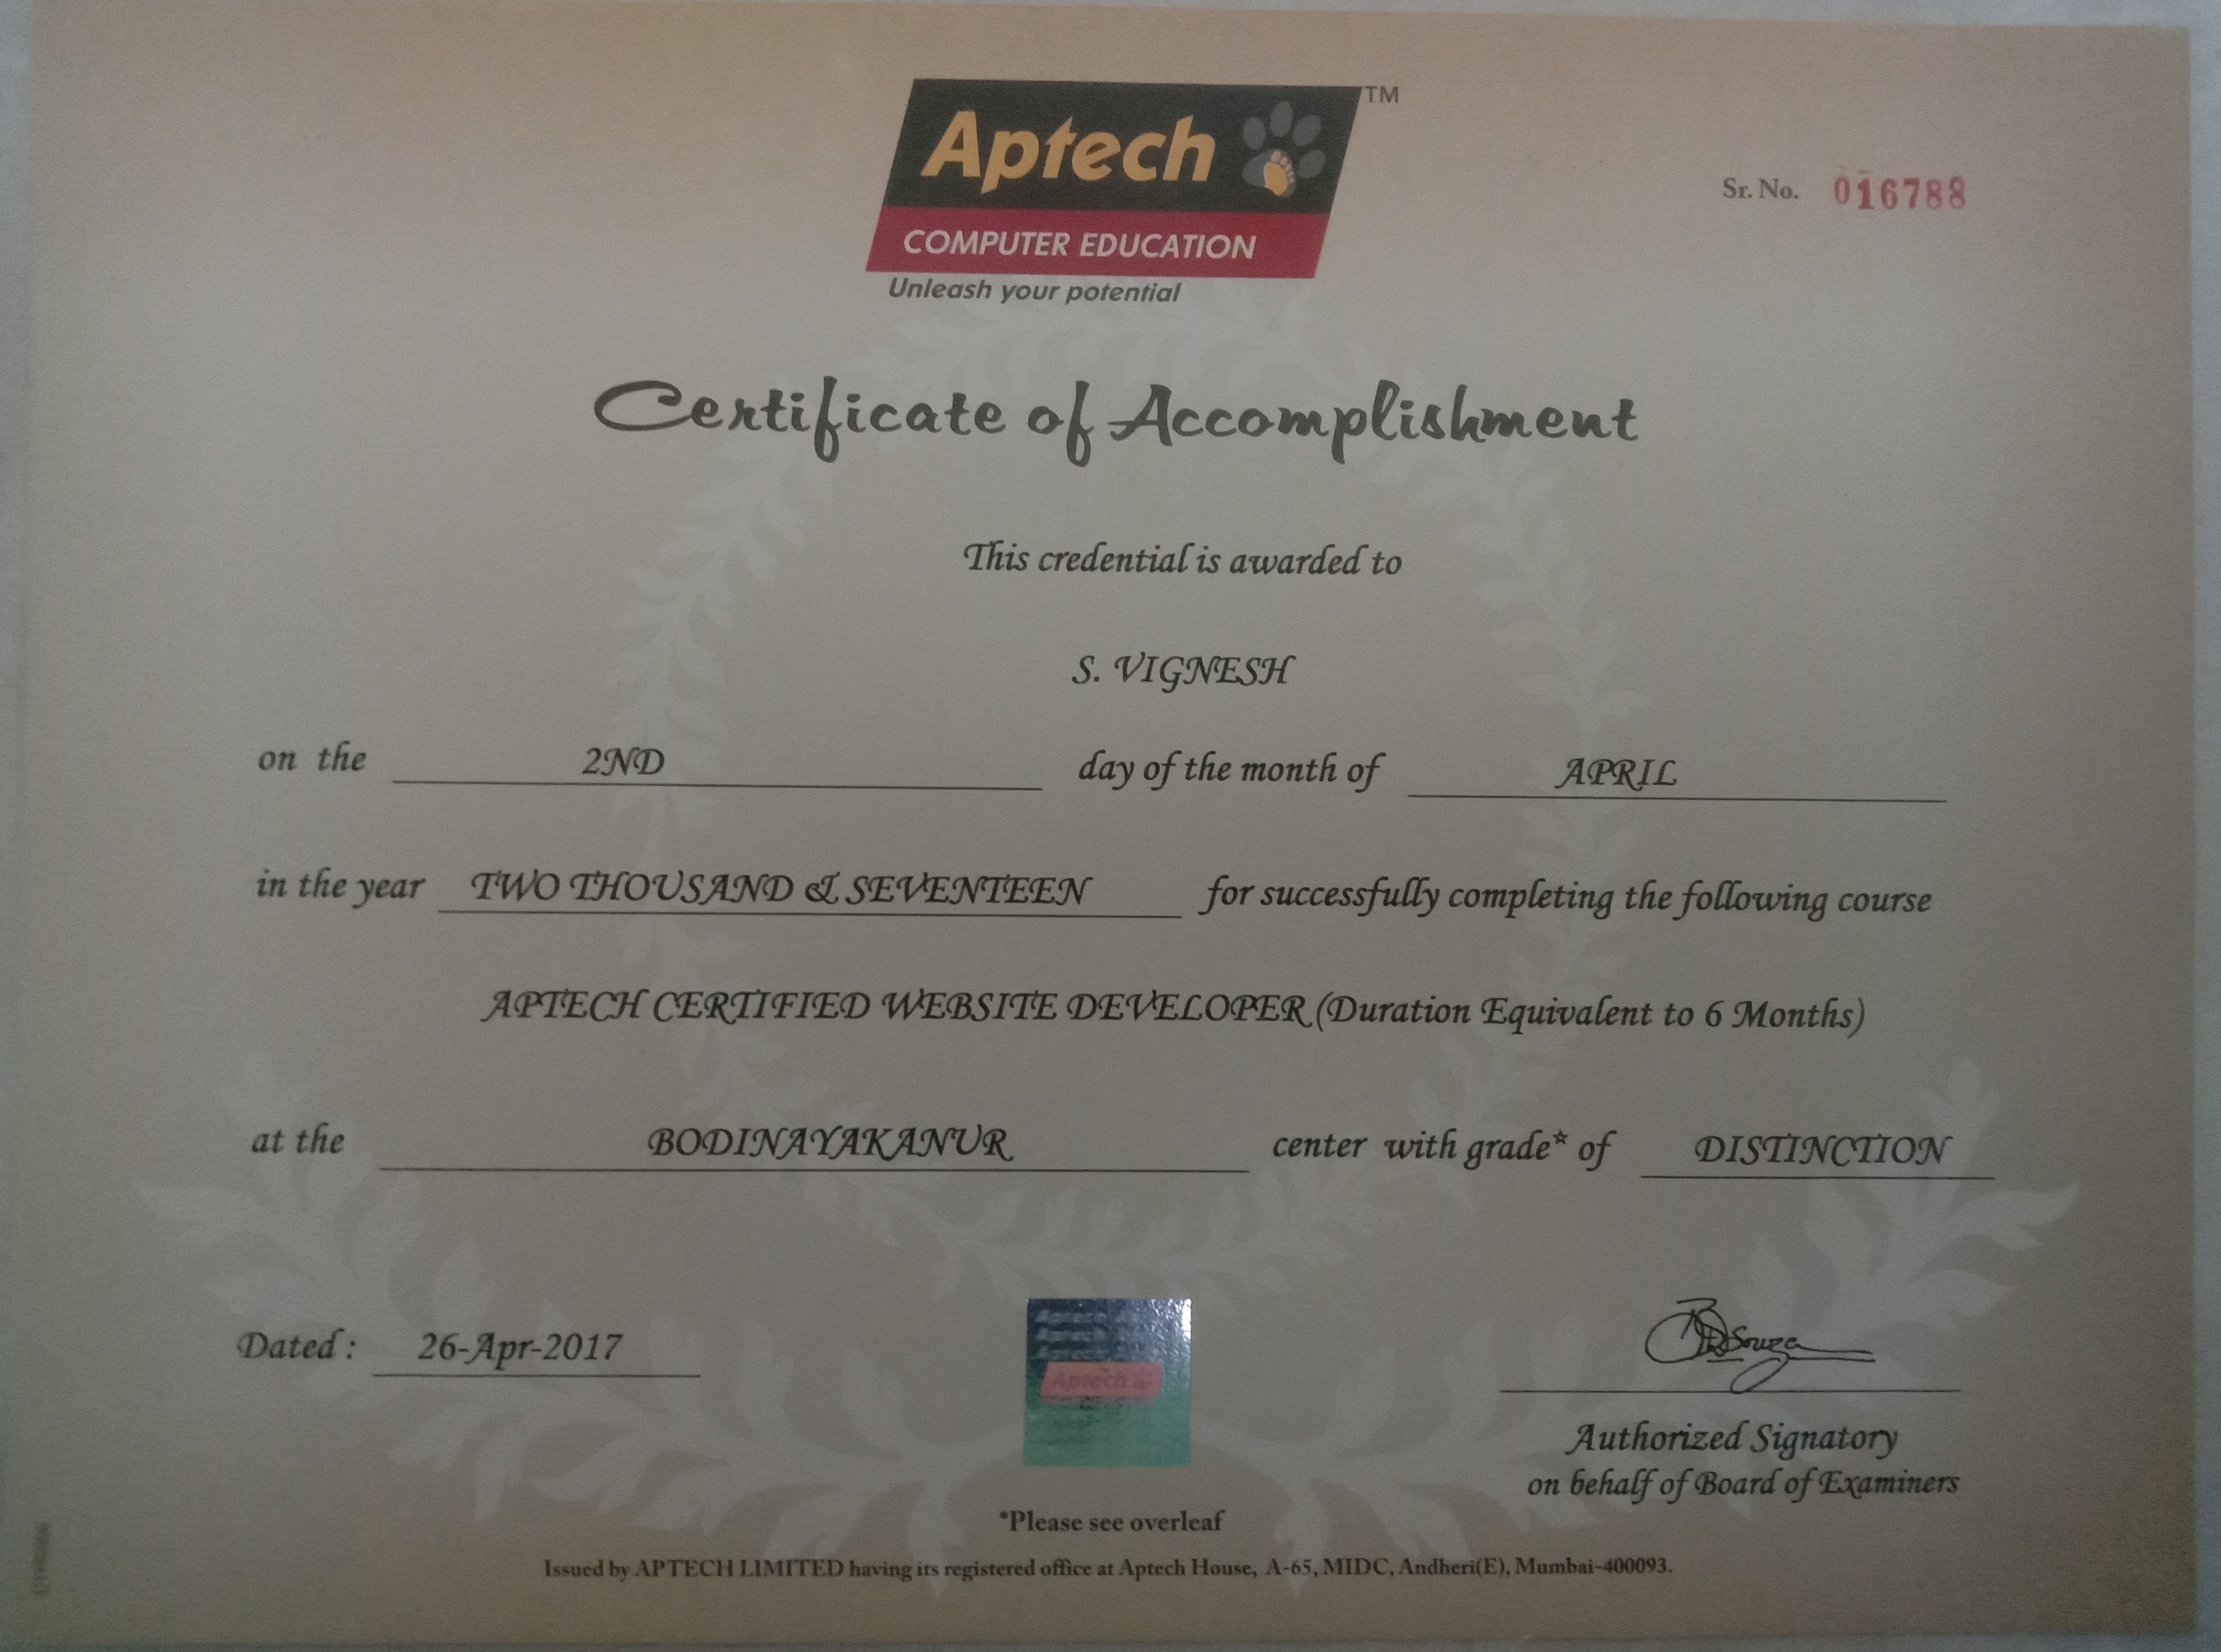 Aptech
TM
COMPUTER EDUCATION
Unleash your potential
Sr. No. 016788
Certificate of Accomplishment
This credential is awarded to
S. VIGNESH
on the 2ND day of the month of APRIL
in the year TWO THOUSAND & SEVENTEEN for successfully completing the following course
APTECH CERTIFIED WEBSITE DEVELOPER (Duration Equivalent to 6 Months)
at the BODINAYAKANUR center with grade* of DISTINCTION
Dated : 26-Apr-2017
Aptech
DSouza
Authorized Signatory
on behalf of Board of Examiners
*Please see overleaf
Issued by APTECH LIMITED having its registered office at Aptech House, A-65, MIDC, Andheri(E), Mumbai-400093.